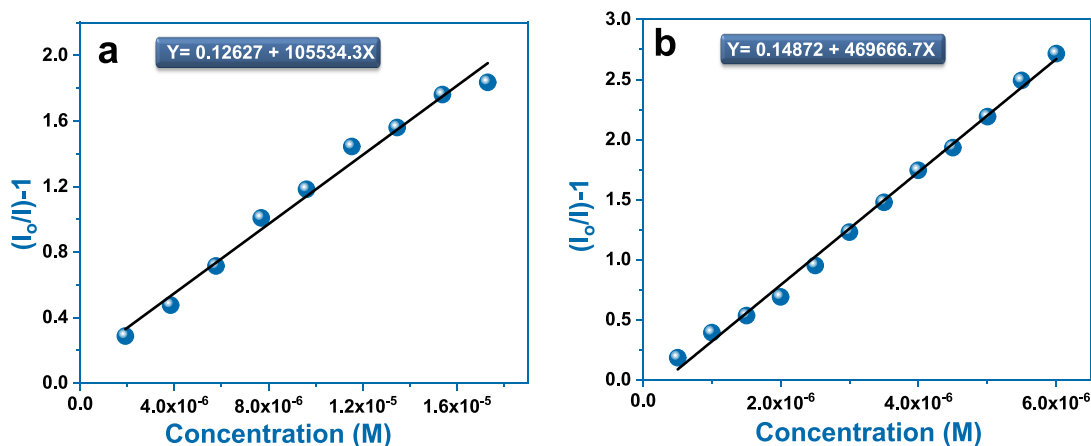 a
Y= 0.12627 + 105534.3X
2.0
1.6
1.2
0.8
0.4
0.0
(I₀/I)-1
0.0
4.0x10⁻⁶
8.0x10⁻⁶
1.2x10⁻⁵
1.6x10⁻⁵
Concentration (M)
b
Y= 0.14872 + 469666.7X
3.0
2.5
2.0
1.5
1.0
0.5
0.0
(I₀/I)-1
0.0
2.0x10⁻⁶
4.0x10⁻⁶
6.0x10⁻⁶
Concentration (M)